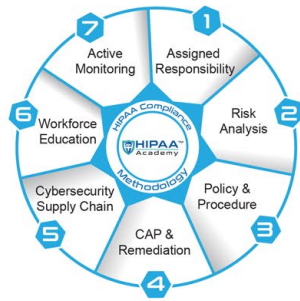 1
Assigned
Responsibility
2
Risk
Analysis
3
Policy &
Procedure
4
CAP &
Remediation
5
Cybersecurity
Supply Chain
6
Workforce
Education
7
Active
Monitoring
HIPAA Compliance
HIPAA™
Academy
Methodology